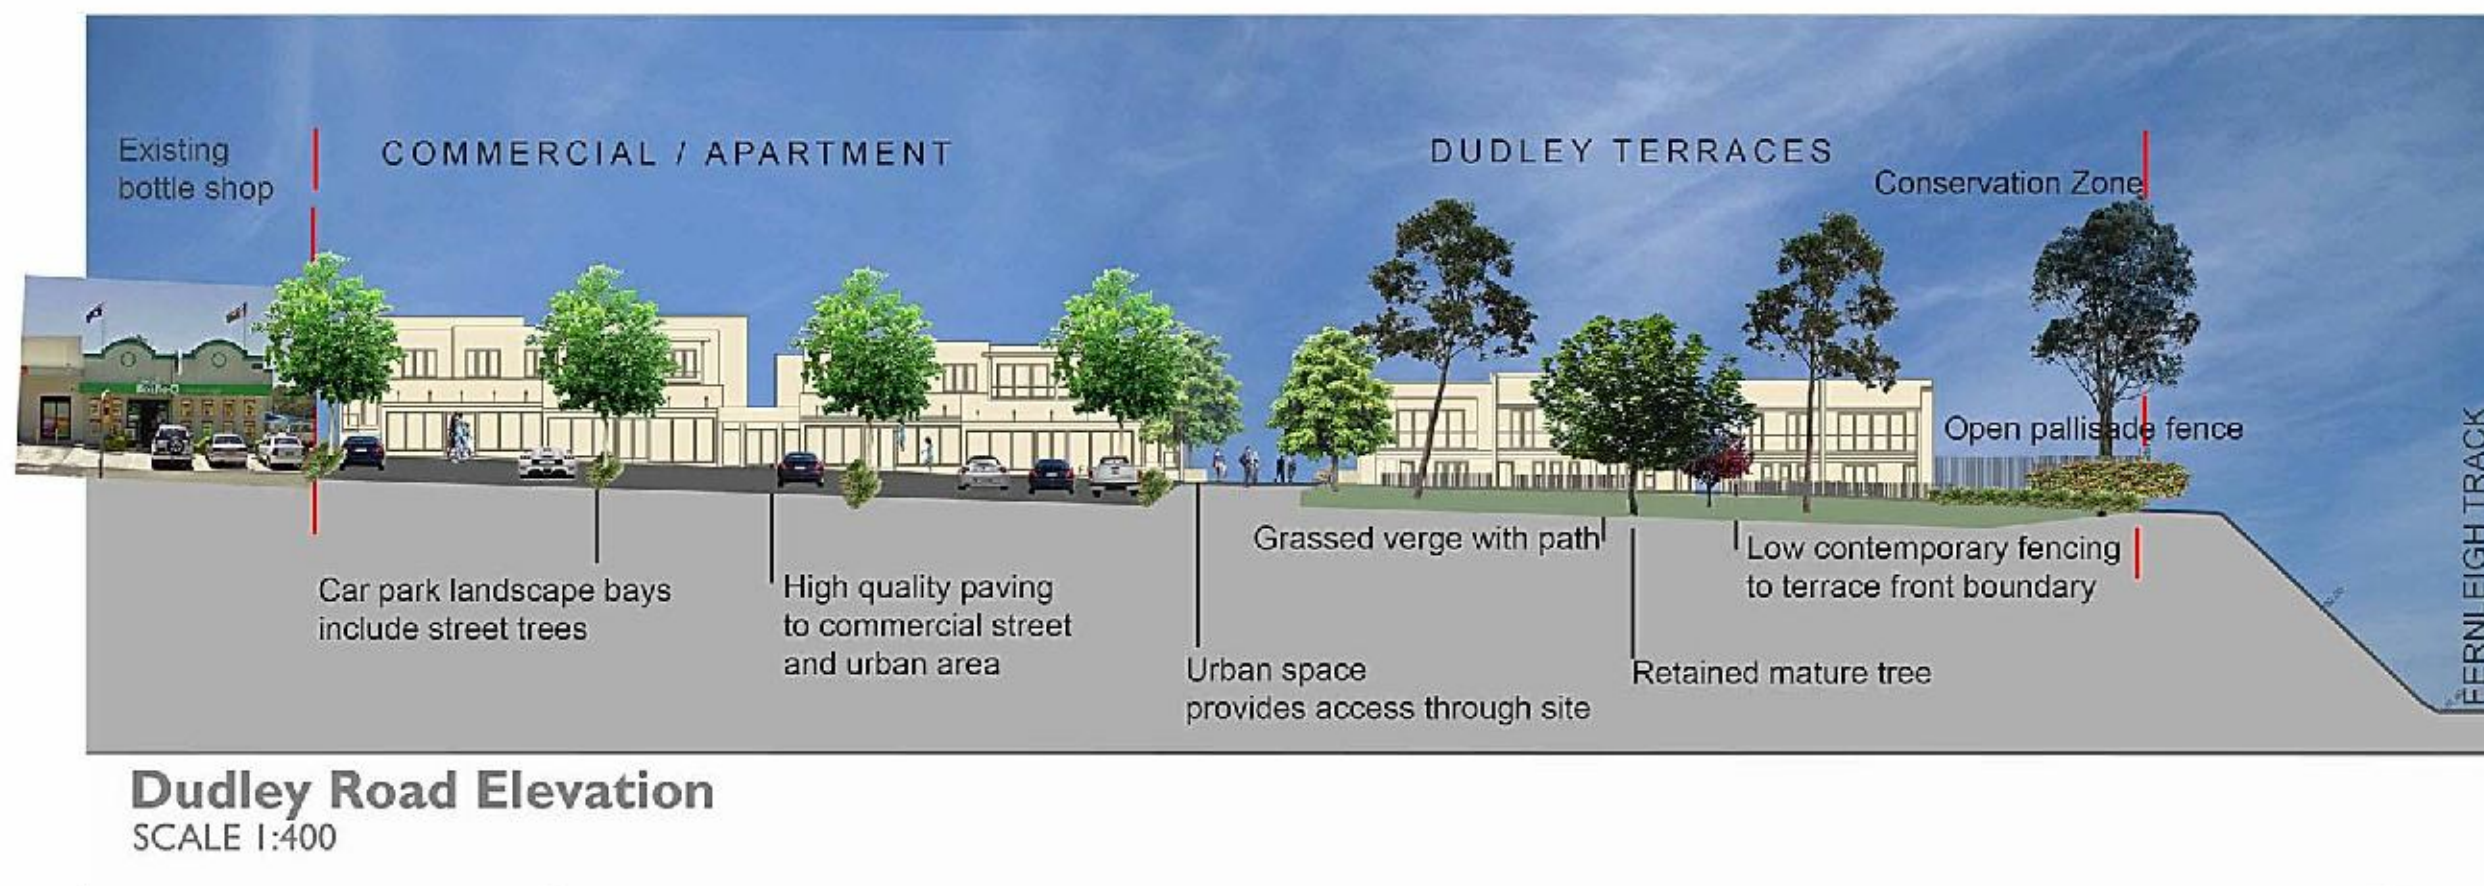 Existing
bottle shop
COMMERCIAL / APARTMENT
DUDLEY TERRACES
Conservation Zone
Open pallisade fence
FERNLEIGH TRACK
Grassed verge with path
Low contemporary fencing
to terrace front boundary
Car park landscape bays
include street trees
High quality paving
to commercial street
and urban area
Urban space
provides access through site
Retained mature tree
Dudley Road Elevation
SCALE 1:400